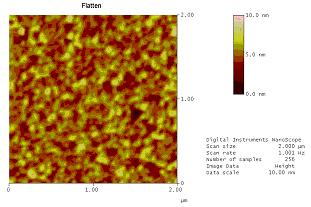 Flatten
2.00
1.00
0
0 1.00 2.00
µm
10.0 nm
5.0 nm
0.0 nm
Digital Instruments NanoScope
Scan size 2.000 µm
Scan rate 1.001 Hz
Number of samples 256
Image Data Height
Data scale 10.00 nm